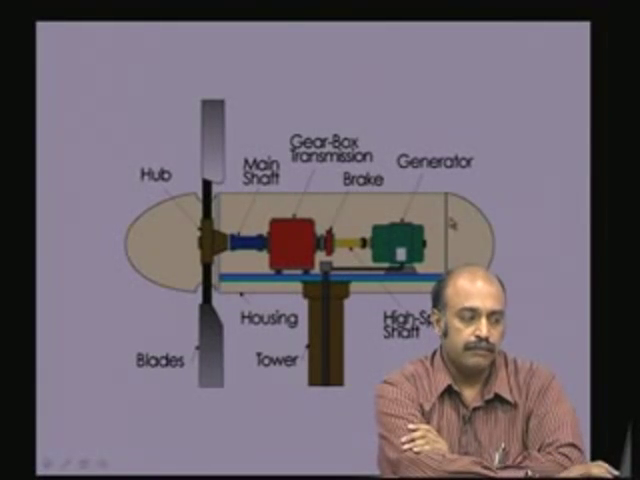 Gear-Box
Transmission
Hub
Main
Shaft
Brake
Generator
Housing
Shaft
Blades
Tower